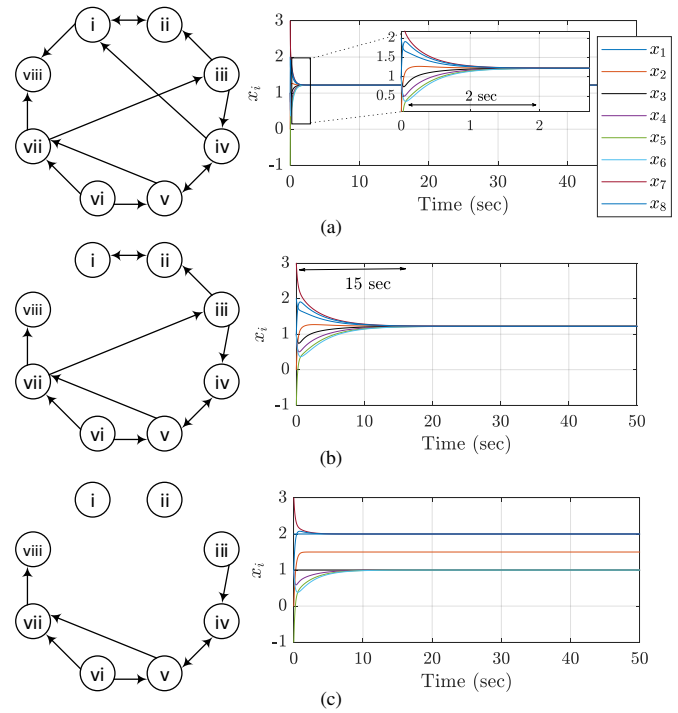 i
ii
iii
iv
v
vi
vii
viii
3
2
1
0
-1
x_i
0
10
20
30
40
Time (sec)
2
1.5
1
0.5
0
1
2
2 sec
x_1
x_2
x_3
x_4
x_5
x_6
x_7
x_8
(a)
i
ii
iii
iv
v
vi
vii
viii
3
2
1
0
-1
x_i
15 sec
0
10
20
30
40
50
Time (sec)
(b)
i
ii
iii
iv
v
vi
vii
viii
3
2
1
0
-1
x_i
0
10
20
30
40
50
Time (sec)
(c)